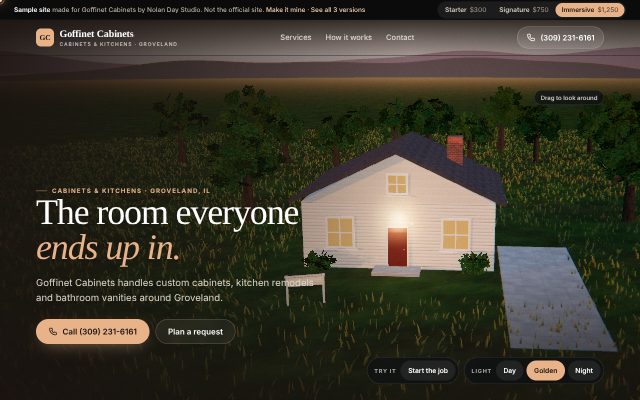 Sample site made for Goffinet Cabinets by Nolan Day Studio. Not the official site. Make it mine · See all 3 versions
Starter $300 Signature $750 Immersive $1,250
GC Goffinet Cabinets
CABINETS & KITCHENS · GROVELAND
Services How it works Contact
(309) 231-6161
Drag to look around
CABINETS & KITCHENS · GROVELAND, IL
The room everyone
ends up in.
Goffinet Cabinets handles custom cabinets, kitchen remodels
and bathroom vanities around Groveland.
Call (309) 231-6161 Plan a request
TRY IT Start the job LIGHT Day Golden Night